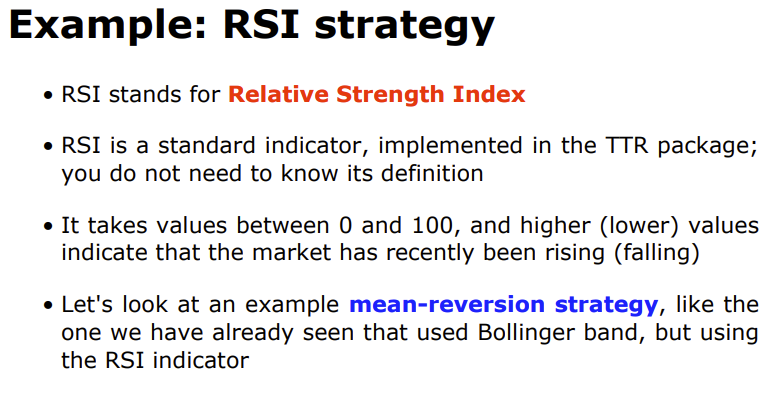 Example: RSI strategy
• RSI stands for Relative Strength Index
• RSI is a standard indicator, implemented in the TTR package;
you do not need to know its definition
• It takes values between 0 and 100, and higher (lower) values
indicate that the market has recently been rising (falling)
• Let's look at an example mean-reversion strategy, like the
one we have already seen that used Bollinger band, but using
the RSI indicator